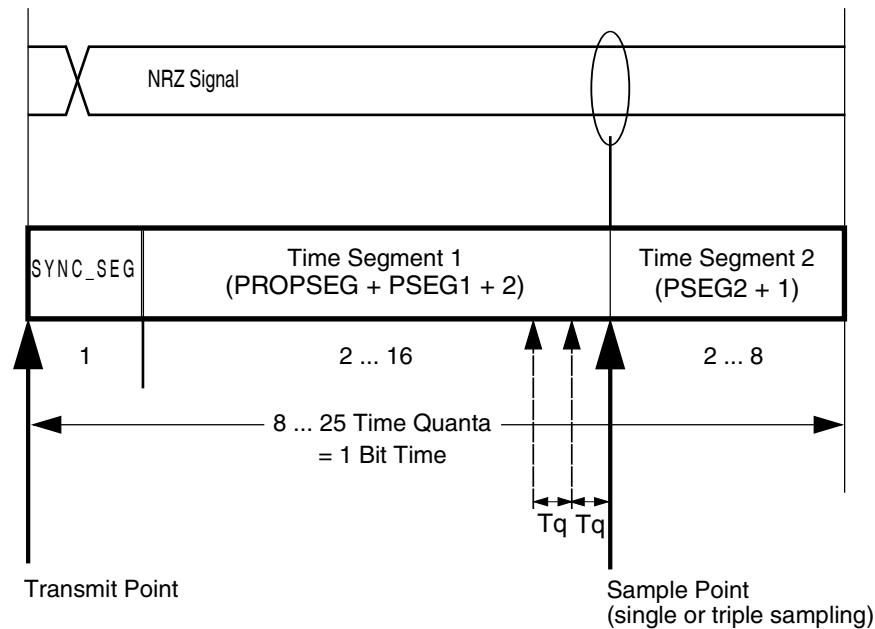 NRZ Signal
SYNC_SEG
Time Segment 1
(PROPSEG + PSEG1 + 2)
Time Segment 2
(PSEG2 + 1)
1
2 ... 16
2 ... 8
8 ... 25 Time Quanta
= 1 Bit Time
Tq Tq
Transmit Point
Sample Point
(single or triple sampling)